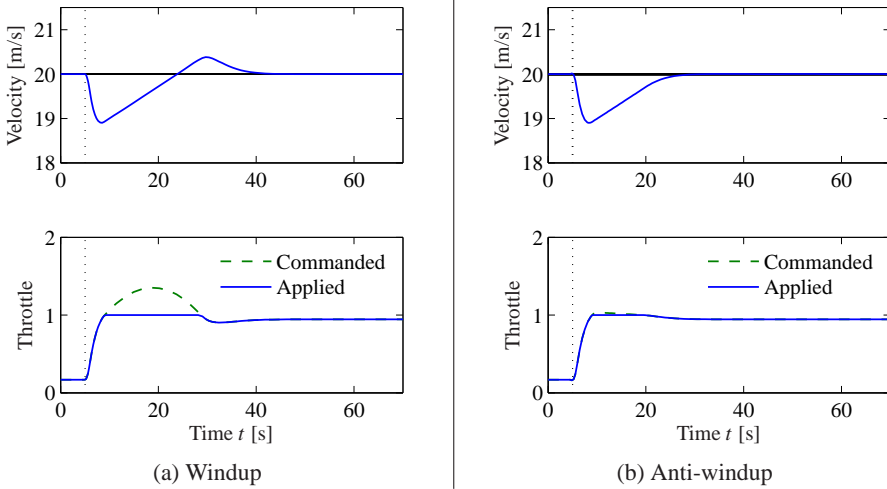 Velocity [m/s]
21
20
19
18
0 20 40 60
Throttle
2
1
0
Commanded
Applied
0 20 40 60
Time t [s]
(a) Windup
Velocity [m/s]
21
20
19
18
0 20 40 60
Throttle
2
1
0
Commanded
Applied
0 20 40 60
Time t [s]
(b) Anti-windup